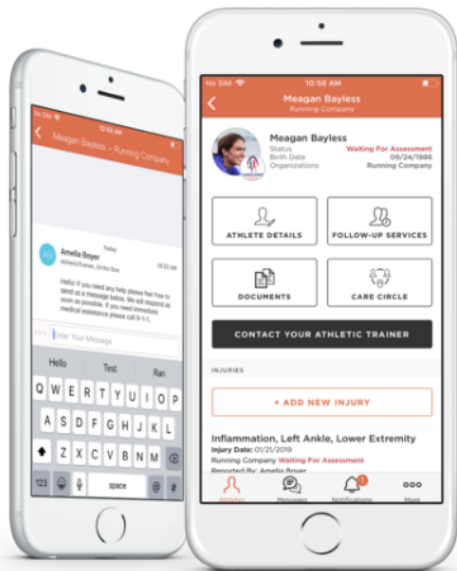 No SIM
10:56 AM
Meagan Bayless – Running Company
Today
AB
Amelia Boyer
10:33 AM
Hello! If you need any help please feel free to
send us a message below. We will respond as
soon as possible. If you need immediate
medical assistance please call 9-1-1.
Enter Your Message
Hello Test Ran
Q W E R T Y U I O P
A S D F G H J K L
Z X C V B N M
123 space @ #
No SIM 10:56 AM
Meagan Bayless
Running Company
Meagan Bayless
Status Waiting For Assessment
Birth Date 09/24/1986
Organizations Running Company
ATHLETE DETAILS
FOLLOW-UP SERVICES
DOCUMENTS
CARE CIRCLE
CONTACT YOUR ATHLETIC TRAINER
INJURIES
+ ADD NEW INJURY
Inflammation, Left Ankle, Lower Extremity
Injury Date: 01/21/2019
Running Company Waiting For Assessment
Reported By: Amelia Boyer
Athletes Messages Notifications 1 More